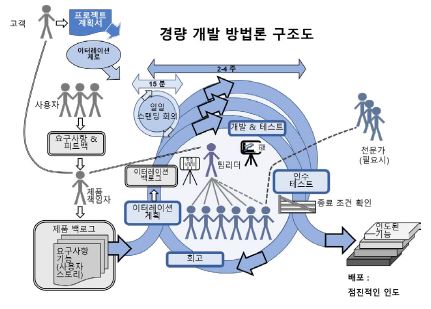 고객
프로젝트
계획서
경량 개발 방법론 구조도
이터레이션
제로
2-4 주
15 분
사용자
일일
스탠딩 회의
개발 & 테스트
요구사항 &
피드백
전문가
(필요시)
팀리더
이터레이션
백로그
인수
테스트
제품
책임자
이터레이션
계획
종료 조건 확인
제품 백로그
인도된
기능
요구사항
기능
(사용자
스토리)
회고
배포 :
점진적인 인도